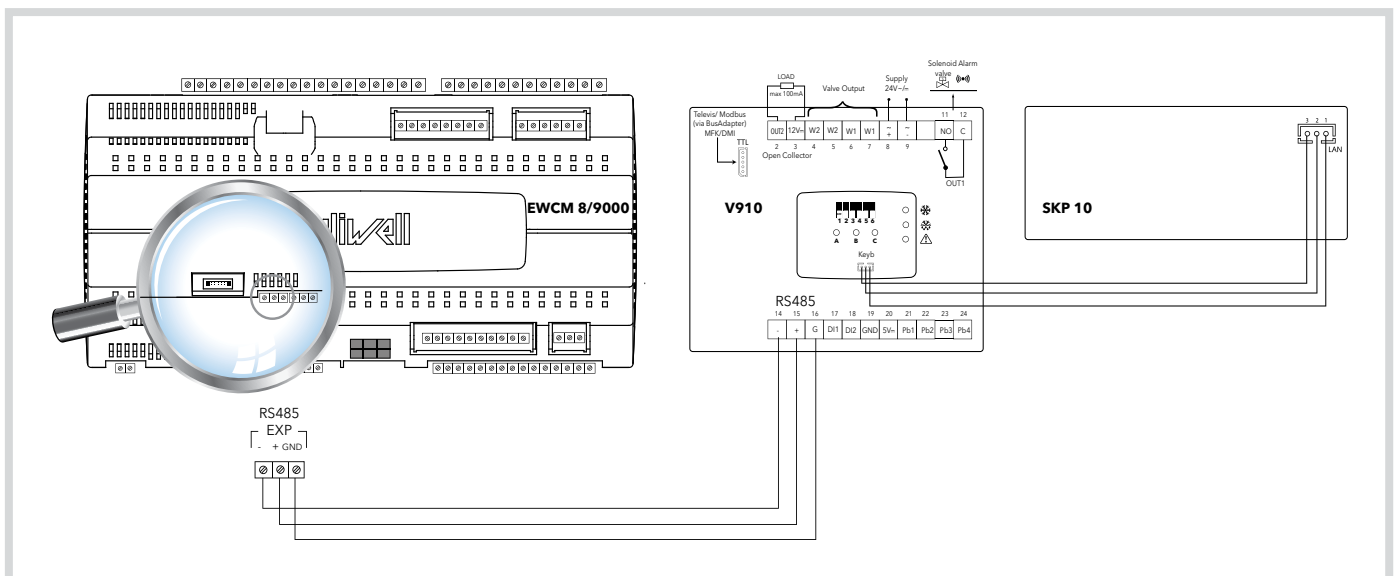 Eliwell
EWCM 8/9000
RS485
EXP
- + GND
LOAD
max 100mA
Valve Output
Supply
24V~/=
Solenoid Alarm
valve
Televis/ Modbus
(via BusAdapter)
MFK/DMI
TTL
OUT2 12V= W2 W2 W1 W1 ~ + ~ - NO C
2 3 4 5 6 7 8 9 11 12
Open Collector
OUT1
V910
1 2 3 4 5 6
A B C
Keyb
RS485
14 15 16 17 18 19 20 21 22 23 24
- + G DI1 DI2 GND 5V= Pb1 Pb2 Pb3 Pb4
SKP 10
3 2 1
LAN